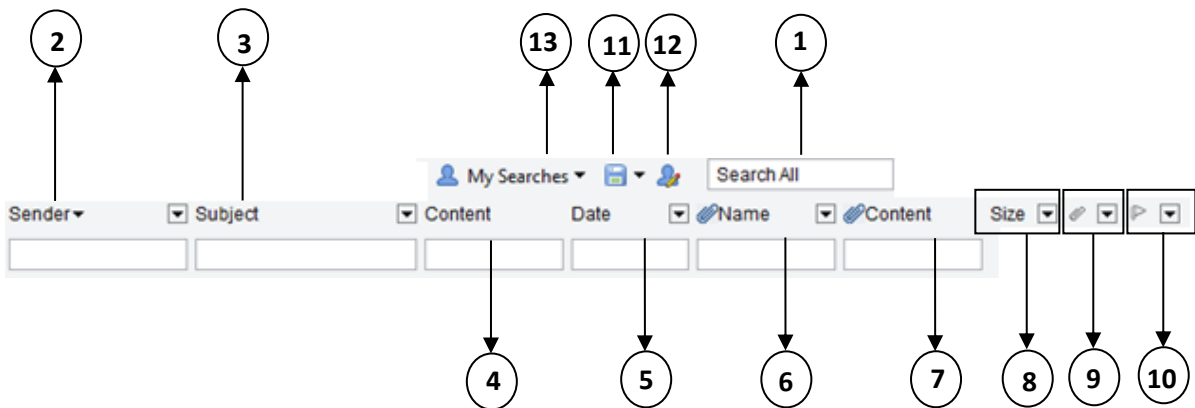 2 3 13 11 12 1
My Searches Search All
Sender Subject Content Date Name Content Size
4 5 6 7 8 9 10